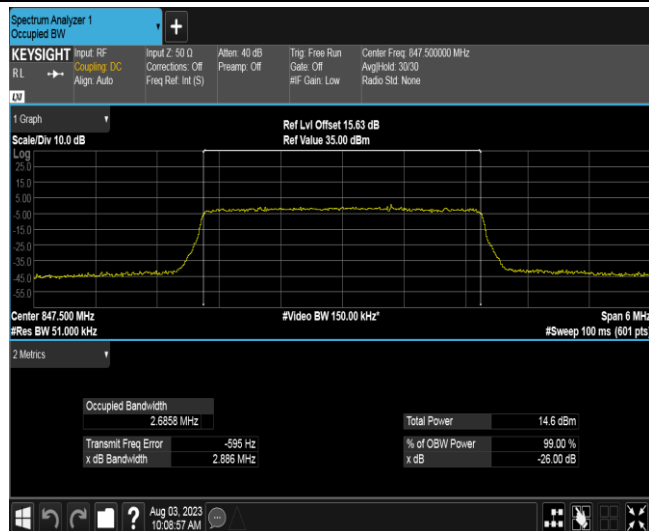 Spectrum Analyzer 1
Occupied BW
+
KEYSIGHT
RL
Input: RF
Coupling: DC
Align: Auto
Input Z: 50 Ω
Corrections: Off
Freq Ref: Int (S)
Atten: 40 dB
Preamp: Off
Trig: Free Run
Gate: Off
#IF Gain: Low
Center Freq: 847.500000 MHz
Avg|Hold: 30/30
Radio Std: None
1 Graph
Scale/Div 10.0 dB
Ref Lvl Offset 15.63 dB
Ref Value 35.00 dBm
Log
25.0
15.0
5.00
-5.00
-15.0
-25.0
-35.0
-45.0
-55.0
Center 847.500 MHz
#Video BW 150.00 kHz*
Span 6 MHz
#Res BW 51.000 kHz
#Sweep 100 ms (601 pts)
2 Metrics
Occupied Bandwidth
2.6858 MHz
Total Power 14.6 dBm
Transmit Freq Error -595 Hz
% of OBW Power 99.00 %
x dB Bandwidth 2.886 MHz
x dB -26.00 dB
?
Aug 03, 2023
10:08:57 AM